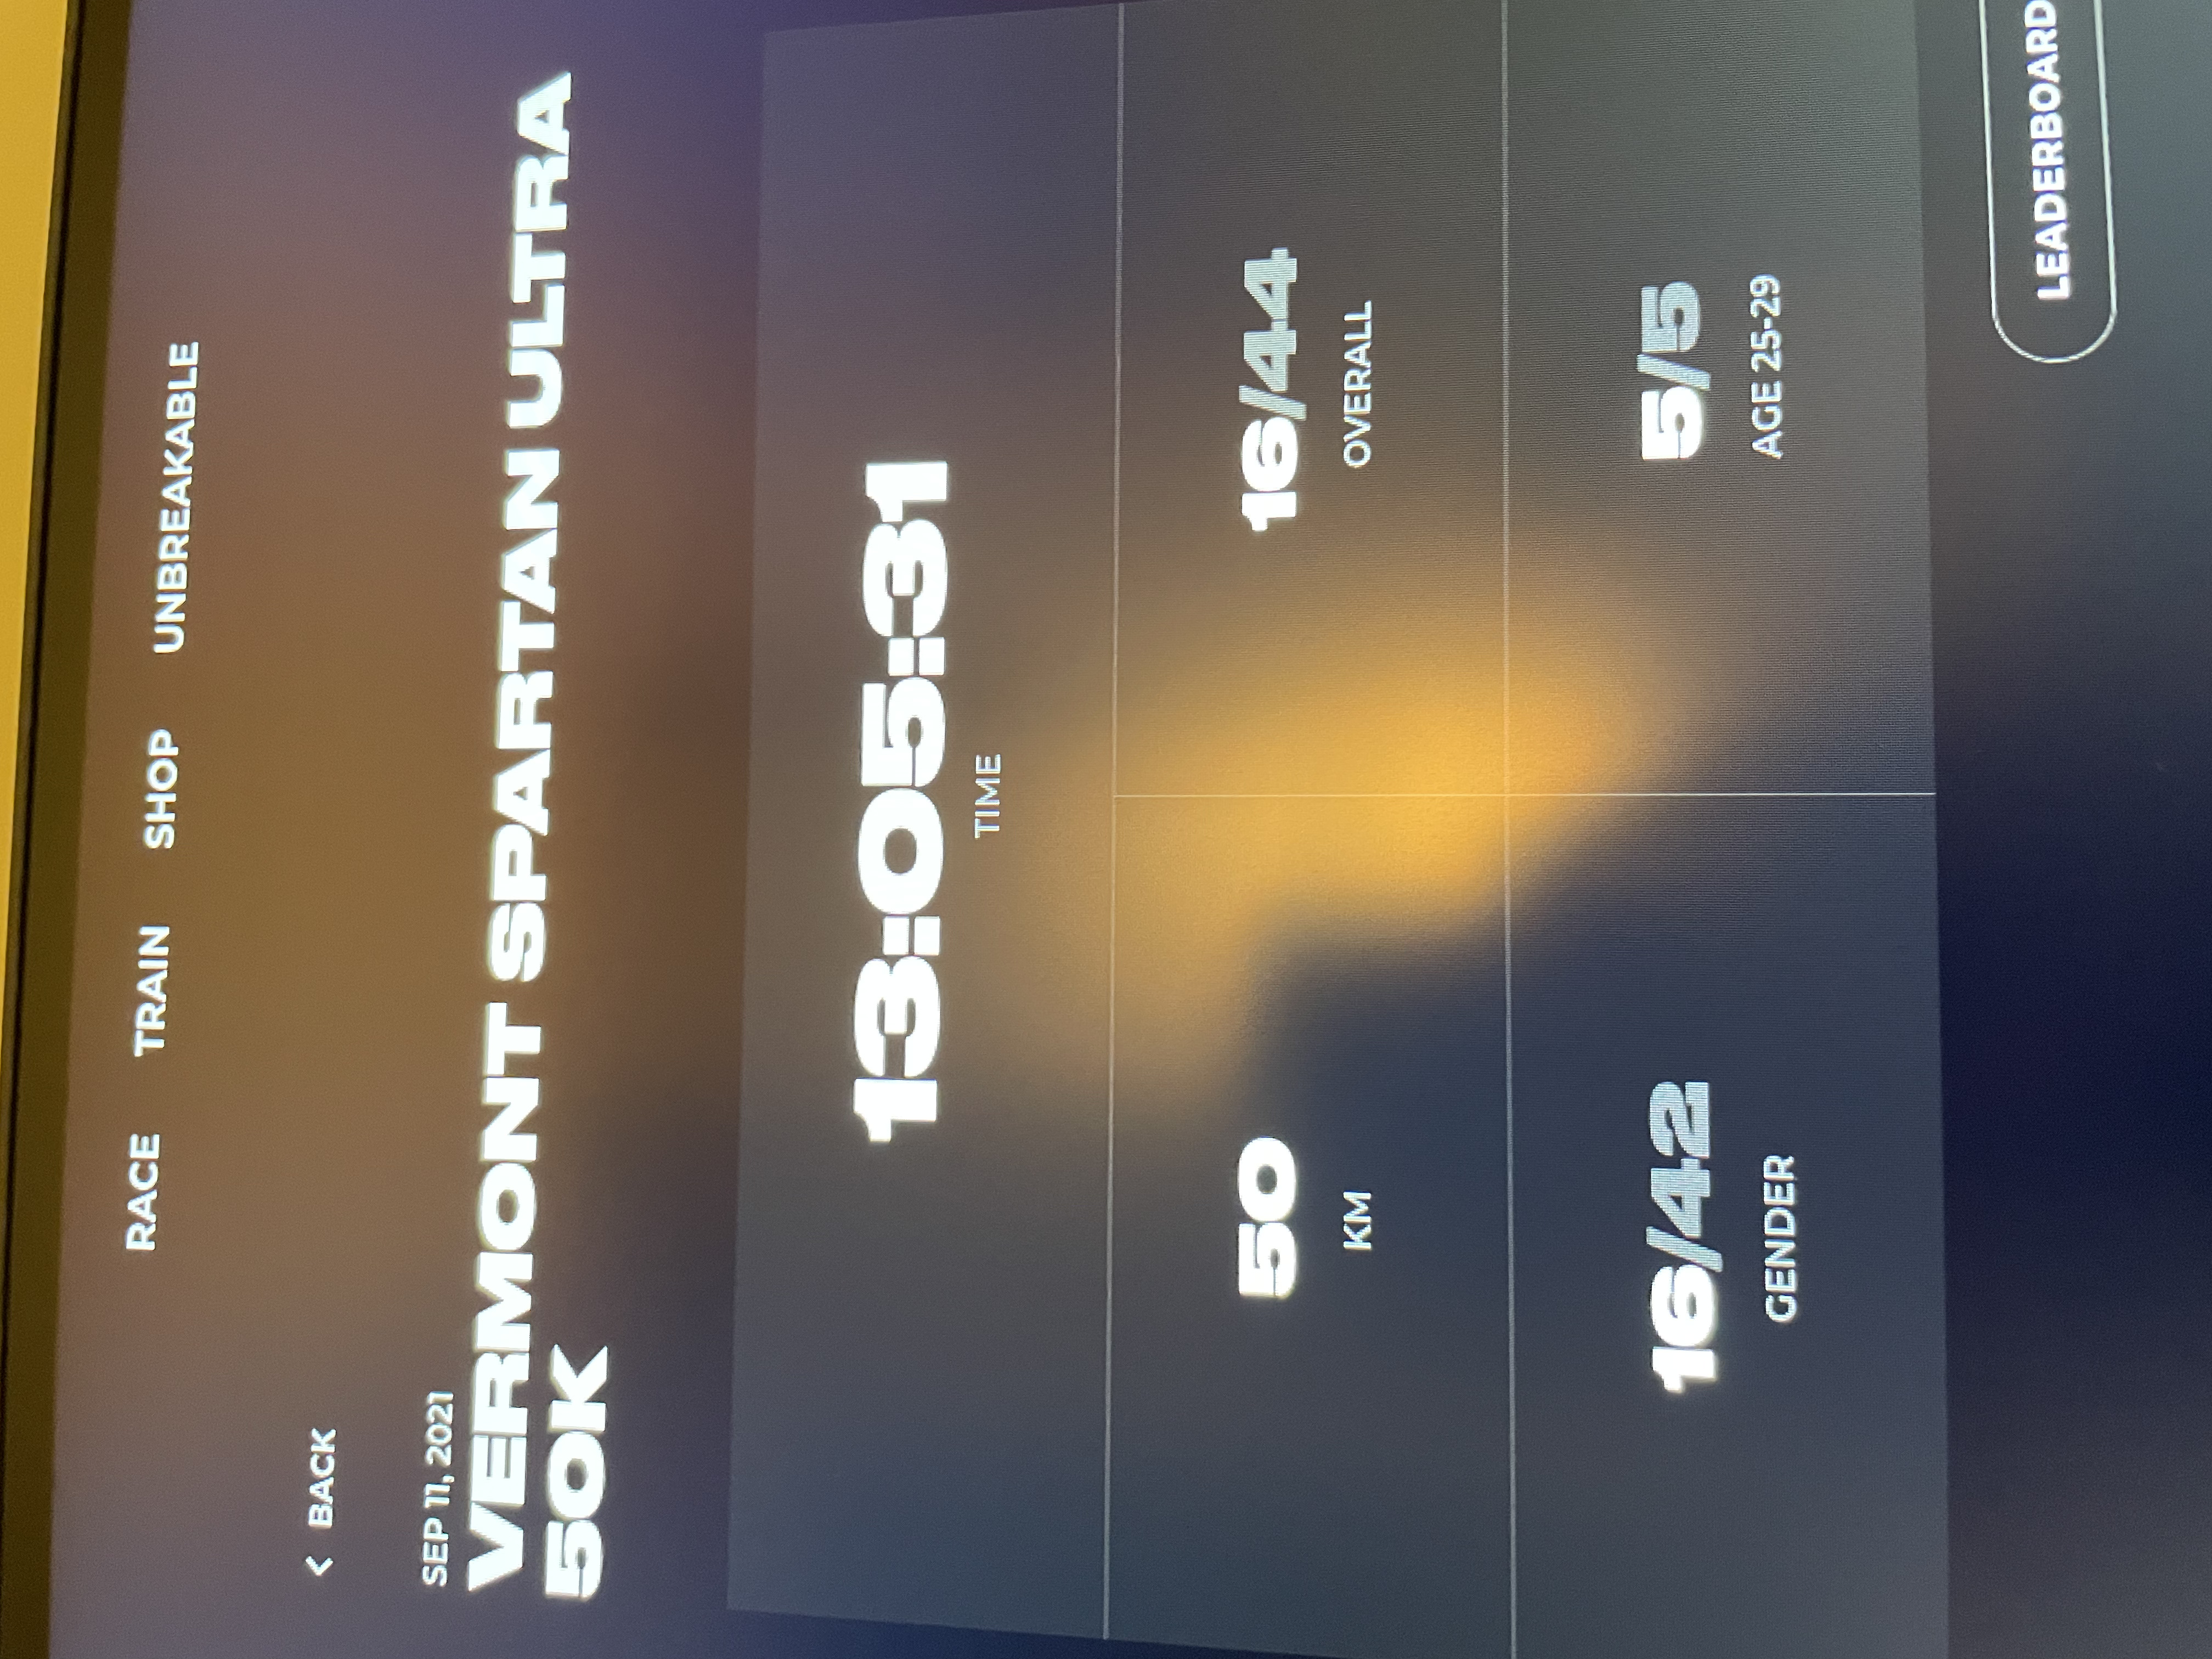 RACE TRAIN SHOP UNBREAKABLE
BACK
SEP 11, 2021
VERMONT SPARTAN ULTRA
50K
13:05:31
TIME
50
KM
16/44
OVERALL
16/42
GENDER
5/5
AGE 25-29
LEADERBOARD